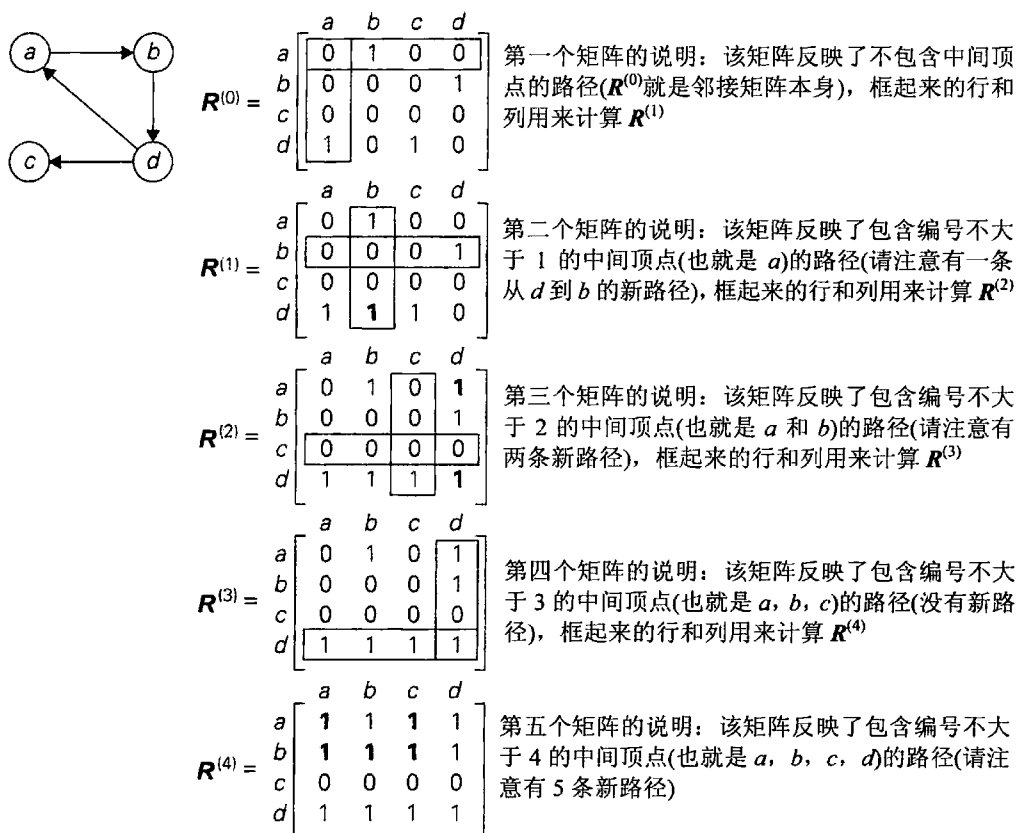 a b
c d
a b c d
a 0 1 0 0
b 0 0 0 1
R(0) =
c 0 0 0 0
d 1 0 1 0
第一个矩阵的说明:该矩阵反映了不包含中间顶
点的路径(R(0)就是邻接矩阵本身),框起来的行和
列用来计算 R(1)
a b c d
a 0 1 0 0
b 0 0 0 1
R(1) =
c 0 0 0 0
d 1 1 1 0
第二个矩阵的说明:该矩阵反映了包含编号不大
于 1 的中间顶点(也就是 a)的路径(请注意有一条
从 d 到 b 的新路径),框起来的行和列用来计算 R(2)
a b c d
a 0 1 0 1
b 0 0 0 1
R(2) =
c 0 0 0 0
d 1 1 1 1
第三个矩阵的说明:该矩阵反映了包含编号不大
于 2 的中间顶点(也就是 a 和 b)的路径(请注意有
两条新路径),框起来的行和列用来计算 R(3)
a b c d
a 0 1 0 1
b 0 0 0 1
R(3) =
c 0 0 0 0
d 1 1 1 1
第四个矩阵的说明:该矩阵反映了包含编号不大
于 3 的中间顶点(也就是 a, b, c)的路径(没有新路
径),框起来的行和列用来计算 R(4)
a b c d
a 1 1 1 1
b 1 1 1 1
R(4) =
c 0 0 0 0
d 1 1 1 1
第五个矩阵的说明:该矩阵反映了包含编号不大
于 4 的中间顶点(也就是 a, b, c, d)的路径(请注
意有 5 条新路径)